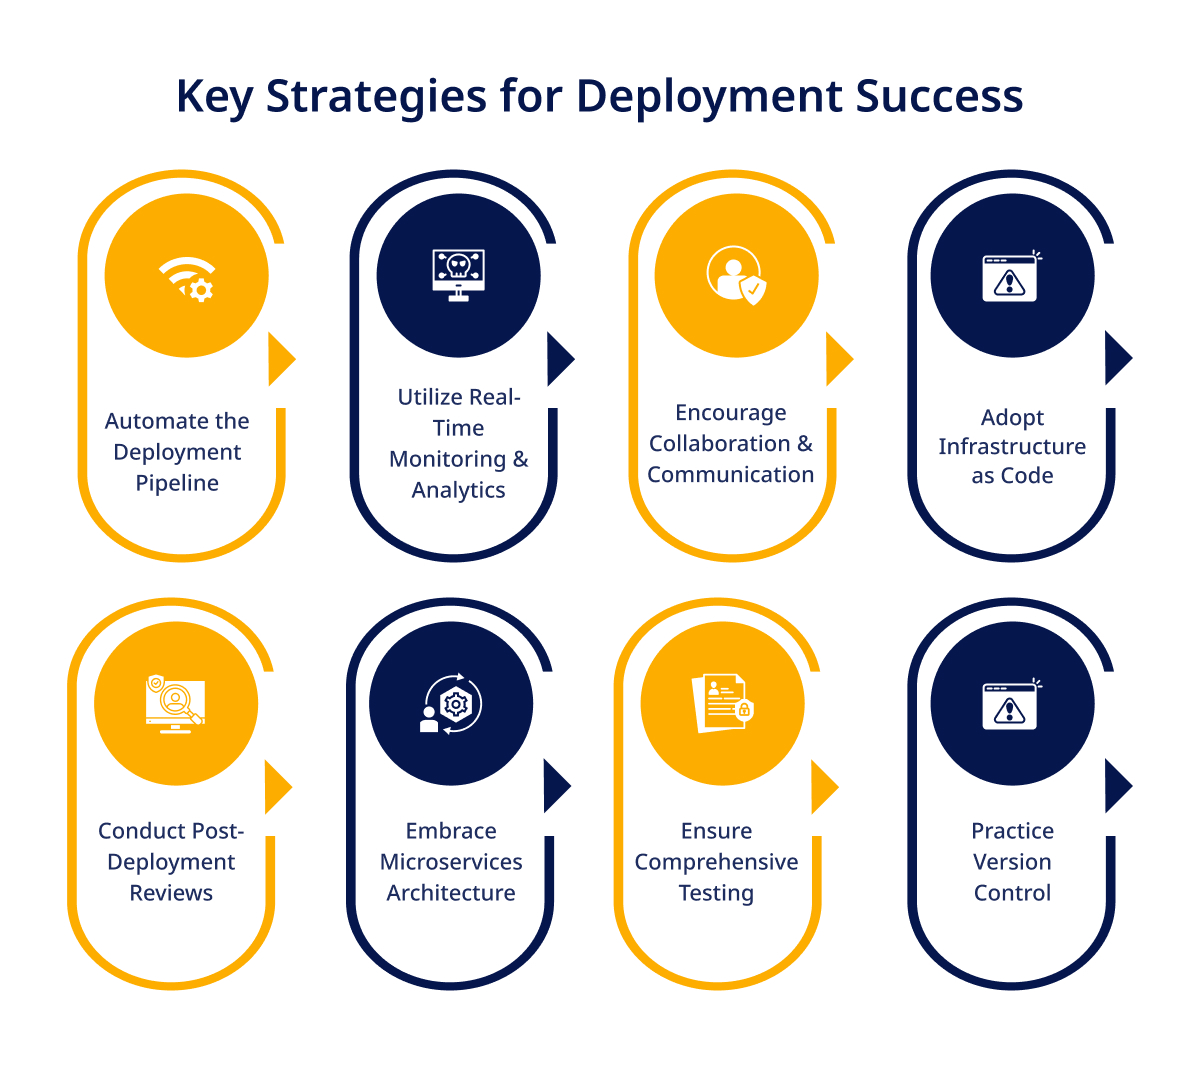 Key Strategies for Deployment Success
Automate the
Deployment
Pipeline
Utilize Real-
Time
Monitoring &
Analytics
Encourage
Collaboration &
Communication
Adopt
Infrastructure
as Code
Conduct Post-
Deployment
Reviews
Embrace
Microservices
Architecture
Ensure
Comprehensive
Testing
Practice
Version
Control